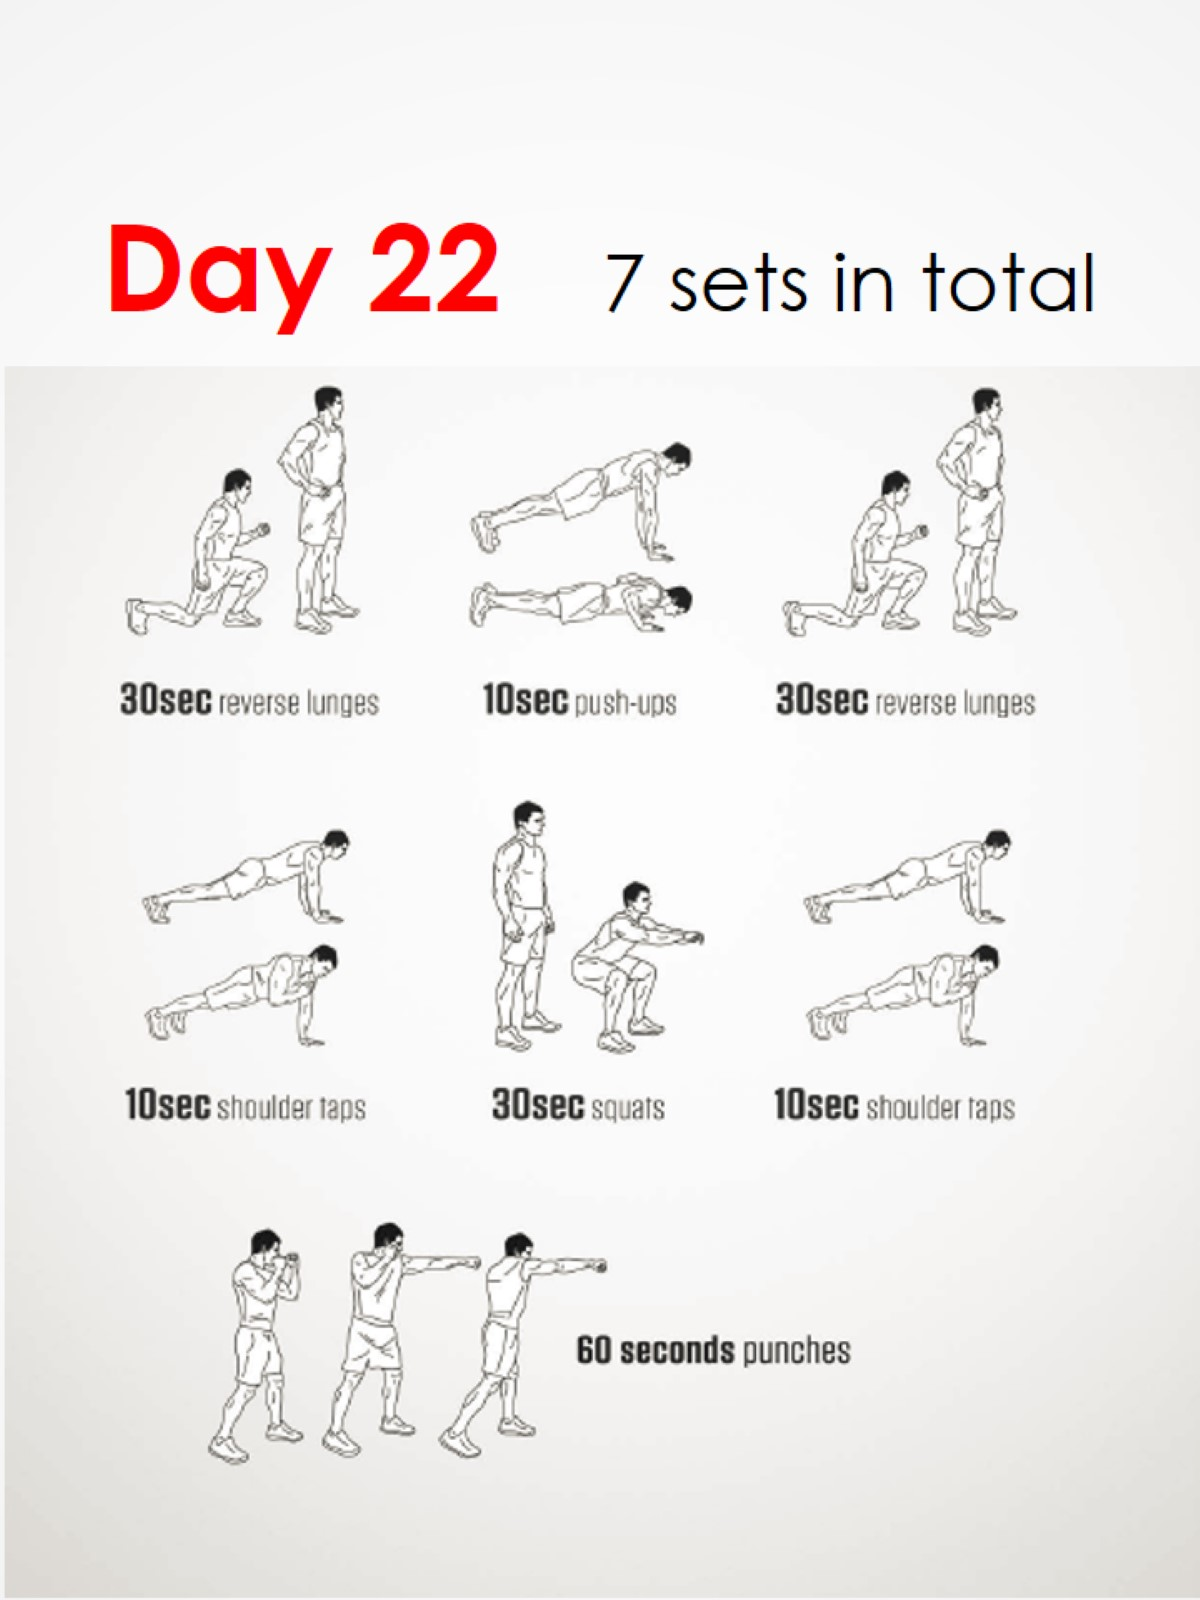 Day 22 7 sets in total
30sec reverse lunges 10sec push-ups 30sec reverse lunges
10sec shoulder taps 30sec squats 10sec shoulder taps
60 seconds punches